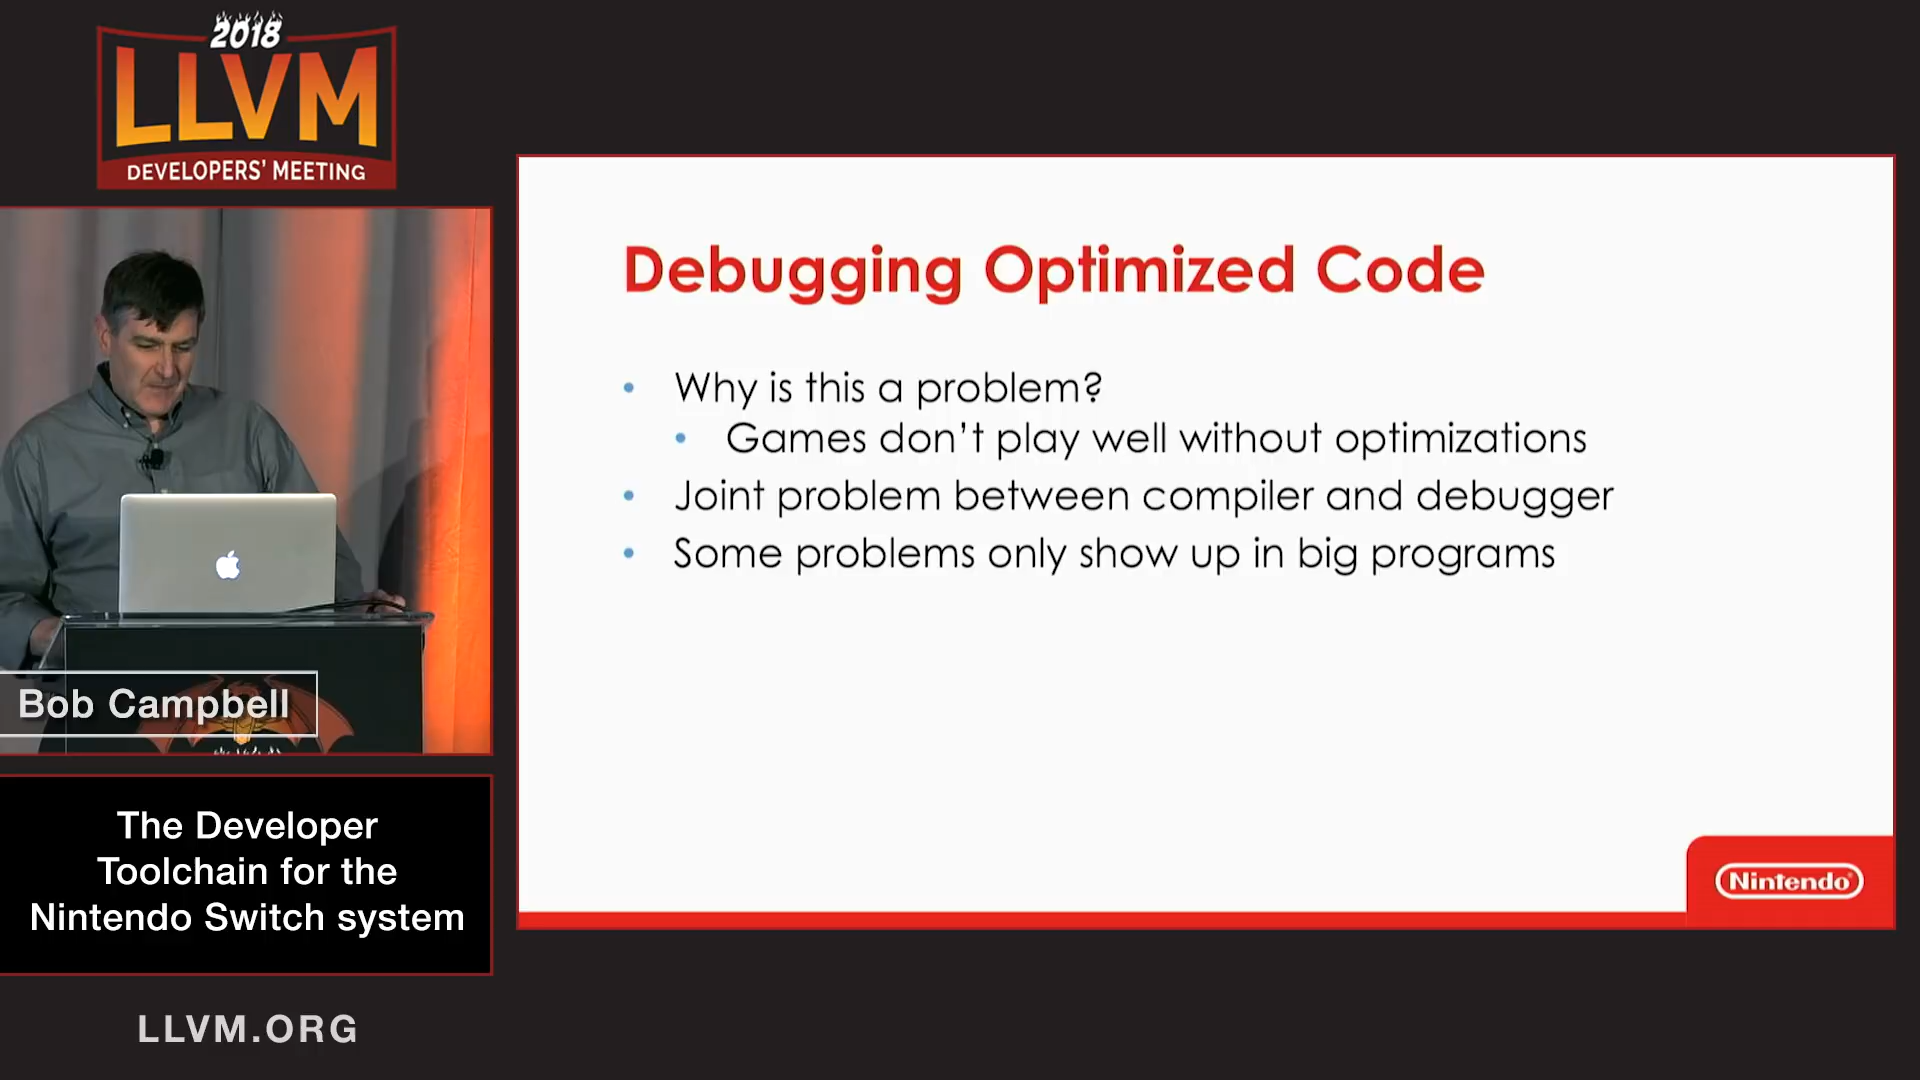 2018
LLVM
DEVELOPERS' MEETING
Debugging Optimized Code
• Why is this a problem?
• Games don't play well without optimizations
• Joint problem between compiler and debugger
• Some problems only show up in big programs
Nintendo
Bob Campbell
The Developer
Toolchain for the
Nintendo Switch system
LLVM.ORG